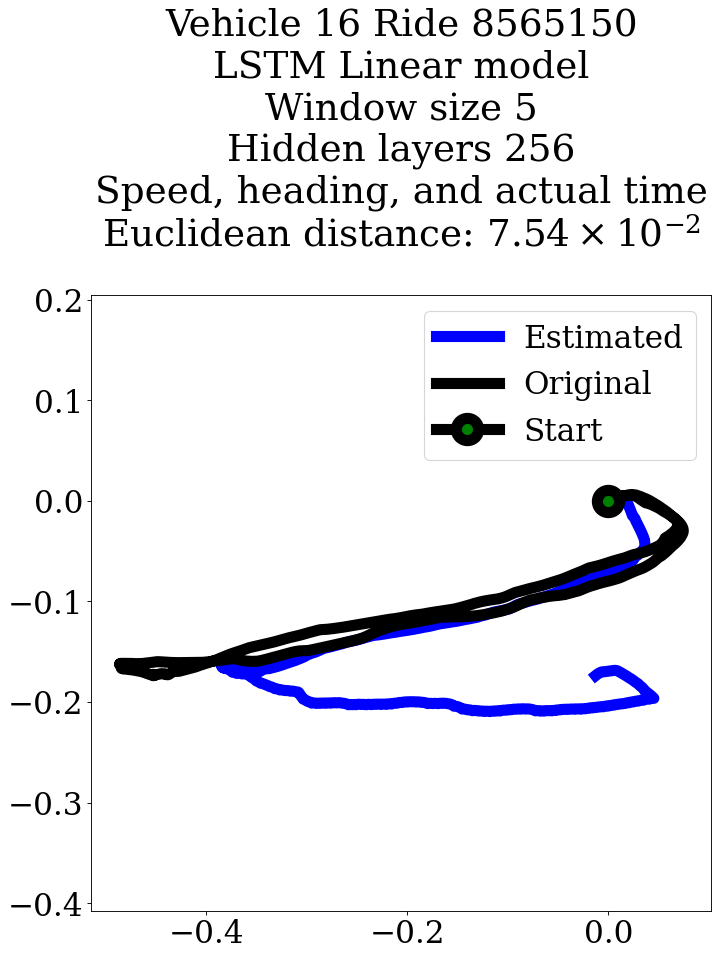 Vehicle 16 Ride 8565150
LSTM Linear model
Window size 5
Hidden layers 256
Speed, heading, and actual time
Euclidean distance: 7.54 × 10⁻²
Estimated
Original
Start
0.2
0.1
0.0
−0.1
−0.2
−0.3
−0.4
−0.4 −0.2 0.0